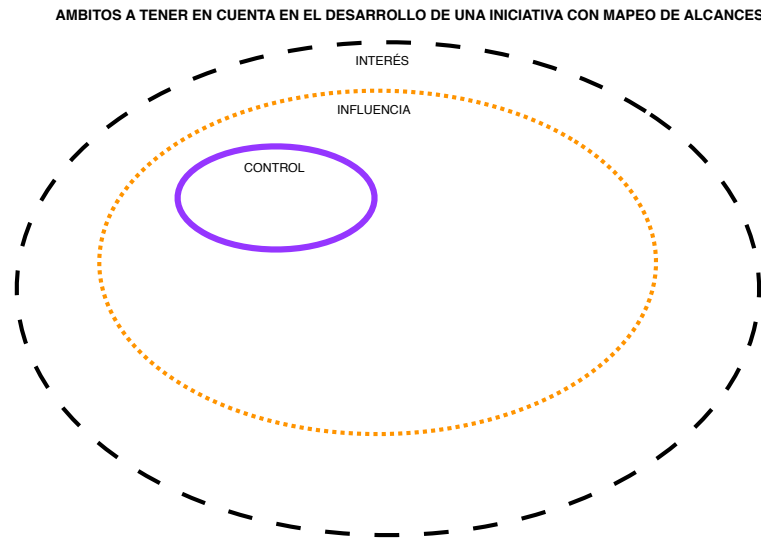 AMBITOS A TENER EN CUENTA EN EL DESARROLLO DE UNA INICIATIVA CON MAPEO DE ALCANCES
INTERÉS
INFLUENCIA
CONTROL